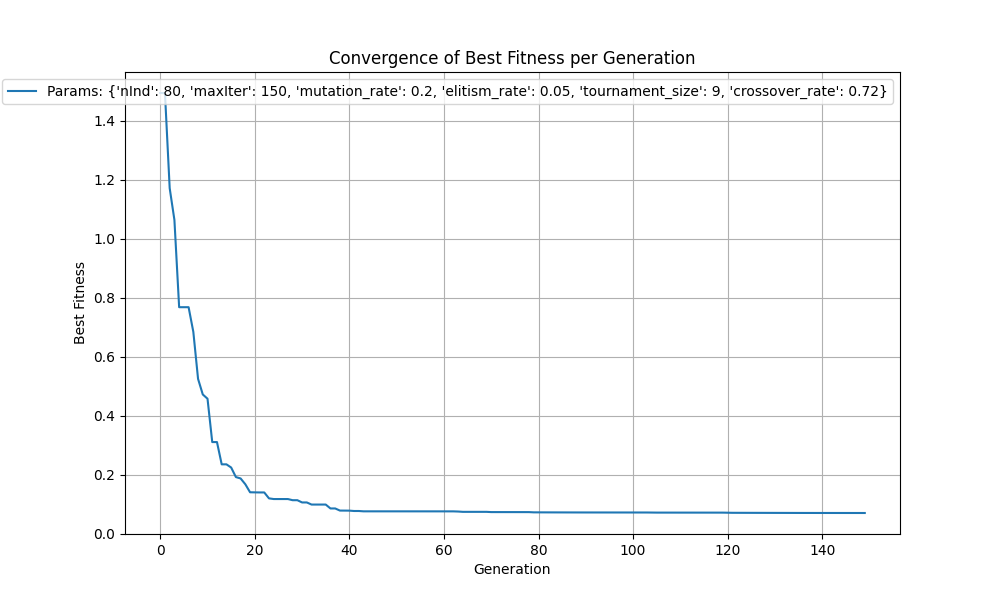 Convergence of Best Fitness per Generation
Params: {'nInd': 80, 'maxIter': 150, 'mutation_rate': 0.2, 'elitism_rate': 0.05, 'tournament_size': 9, 'crossover_rate': 0.72}
1.4
1.2
1.0
0.8
0.6
0.4
0.2
0.0
Best Fitness
0 20 40 60 80 100 120 140
Generation